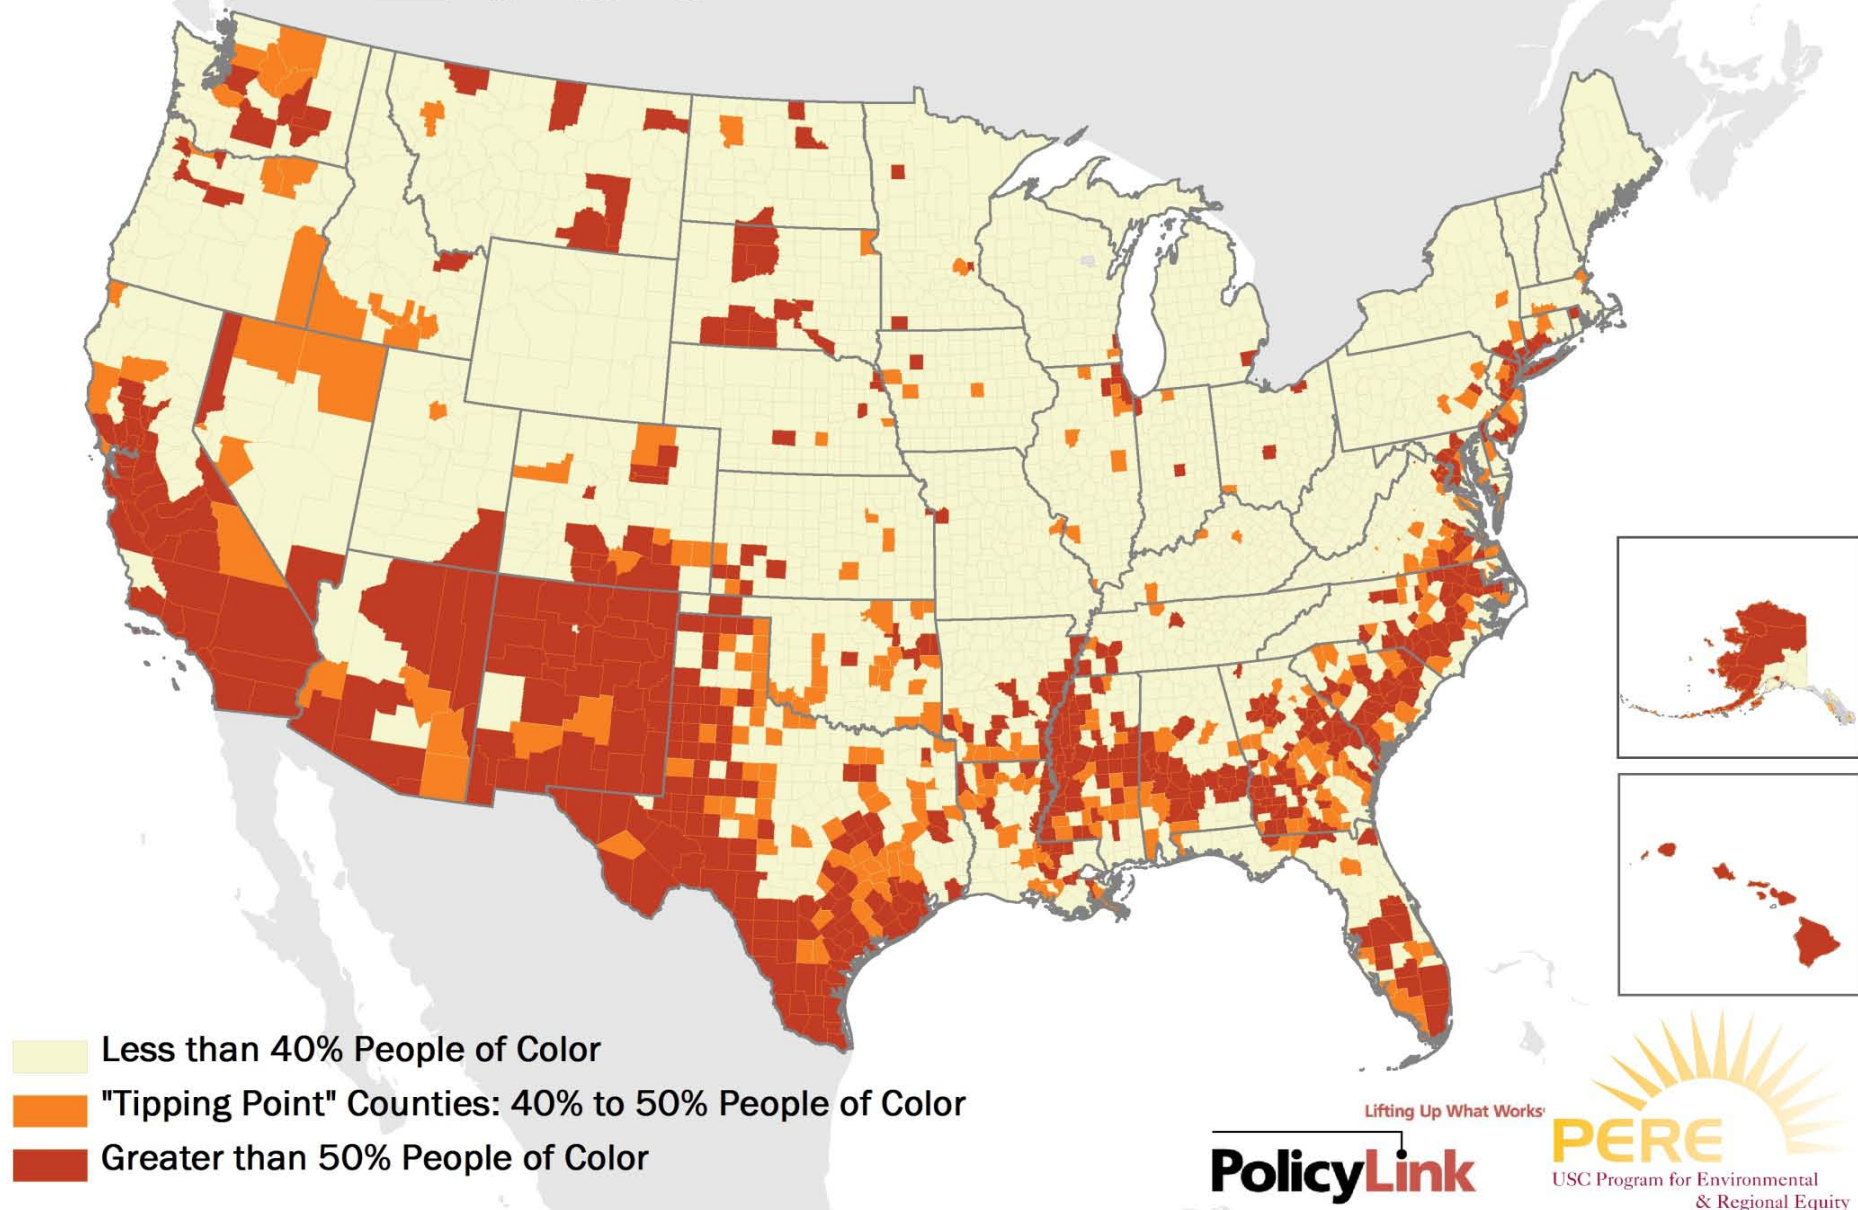 Less than 40% People of Color
"Tipping Point" Counties: 40% to 50% People of Color
Greater than 50% People of Color
Lifting Up What Works
PolicyLink
PERE
USC Program for Environmental
& Regional Equity